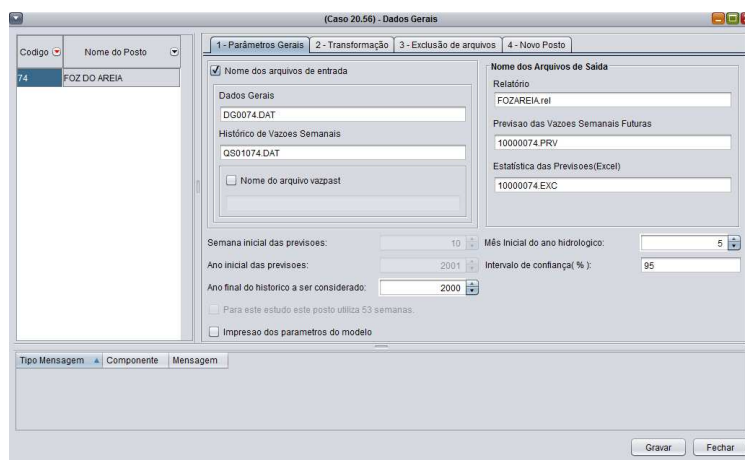 (Caso 20.56) - Dados Gerais
Codigo Nome do Posto
74 FOZ DO AREIA
1 - Parâmetros Gerais 2 - Transformação 3 - Exclusão de arquivos 4 - Novo Posto
Nome dos arquivos de entrada
Dados Gerais
DG0074.DAT
Histórico de Vazoes Semanais
QS01074.DAT
Nome do arquivo vazpast
Nome dos Arquivos de Saida
Relatório
FOZAREIA.rel
Previsao das Vazoes Semanais Futuras
10000074.PRV
Estatística das Previsoes(Excel)
10000074.EXC
Semana inicial das previsoes: 10
Mês Inicial do ano hidrologico: 5
Ano inicial das previsoes: 2001
Intervalo de confiança( % ): 95
Ano final do historico a ser considerado: 2000
Para este estudo este posto utiliza 53 semanas.
Impresao dos parametros do modelo
Tipo Mensagem Componente Mensagem
Gravar Fechar